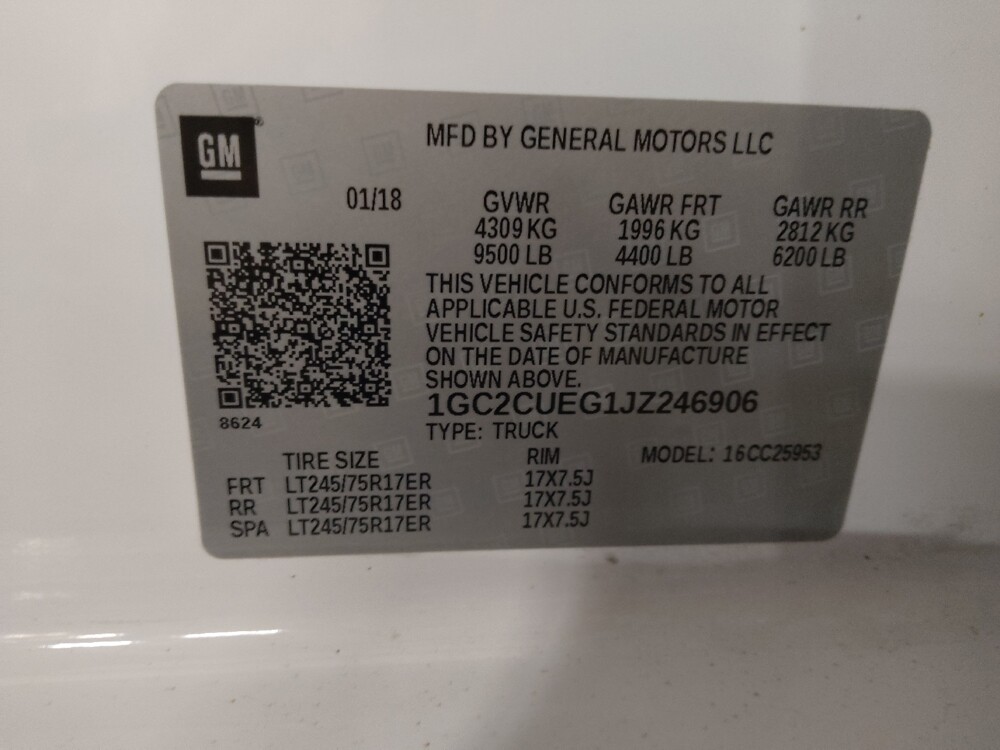 GM
MFD BY GENERAL MOTORS LLC
01/18
GVWR GAWR FRT GAWR RR
4309 KG 1996 KG 2812 KG
9500 LB 4400 LB 6200 LB
THIS VEHICLE CONFORMS TO ALL
APPLICABLE U.S. FEDERAL MOTOR
VEHICLE SAFETY STANDARDS IN EFFECT
ON THE DATE OF MANUFACTURE
SHOWN ABOVE.
1GC2CUEG1JZ246906
8624
TYPE: TRUCK
TIRE SIZE RIM MODEL: 16CC25953
FRT LT245/75R17ER 17X7.5J
RR LT245/75R17ER 17X7.5J
SPA LT245/75R17ER 17X7.5J